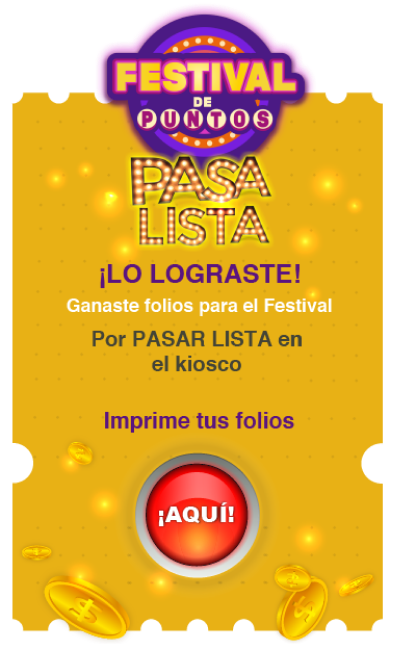 FESTIVAL
DE
PUNTOS
PASA
LISTA
¡LO LOGRASTE!
Ganaste folios para el Festival
Por PASAR LISTA en
el kiosco
Imprime tus folios
¡AQUÍ!